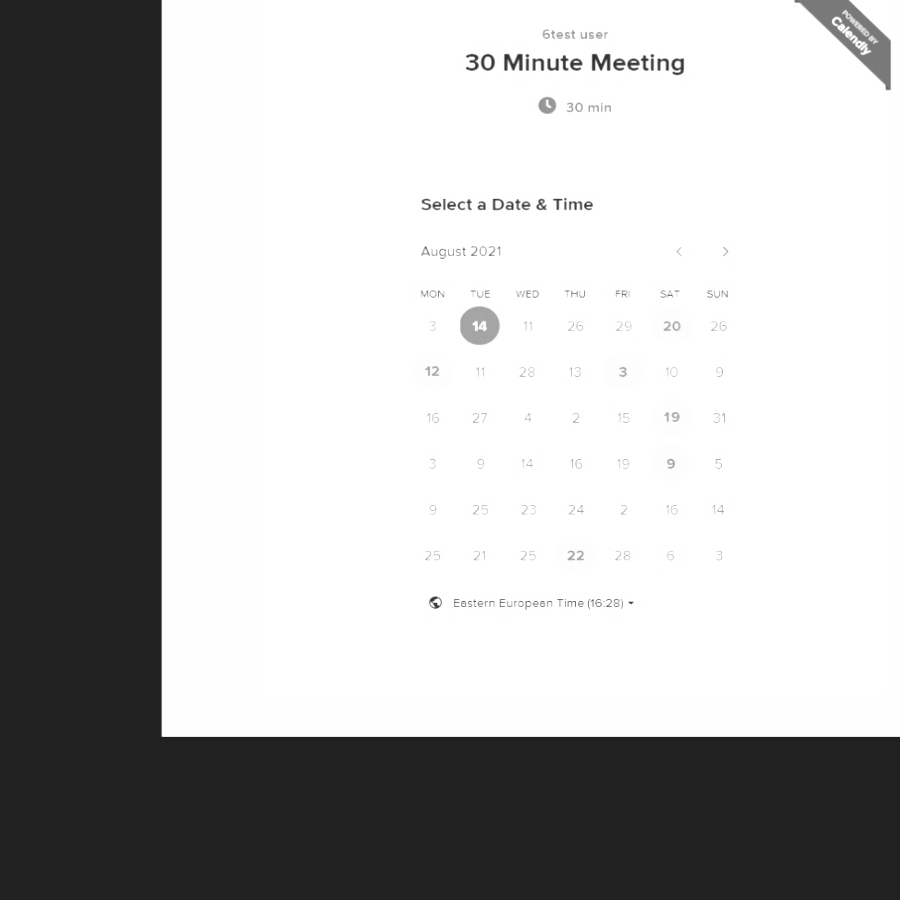 POWERED BY
Calendly
6test user
30 Minute Meeting
30 min
Select a Date & Time
August 2021
MON TUE WED THU FRI SAT SUN
3 14 11 26 29 20 26
12 11 28 13 3 10 9
16 27 4 2 15 19 31
3 9 14 16 19 9 5
9 25 23 24 2 16 14
25 21 25 22 28 6 3
Eastern European Time (16:28)